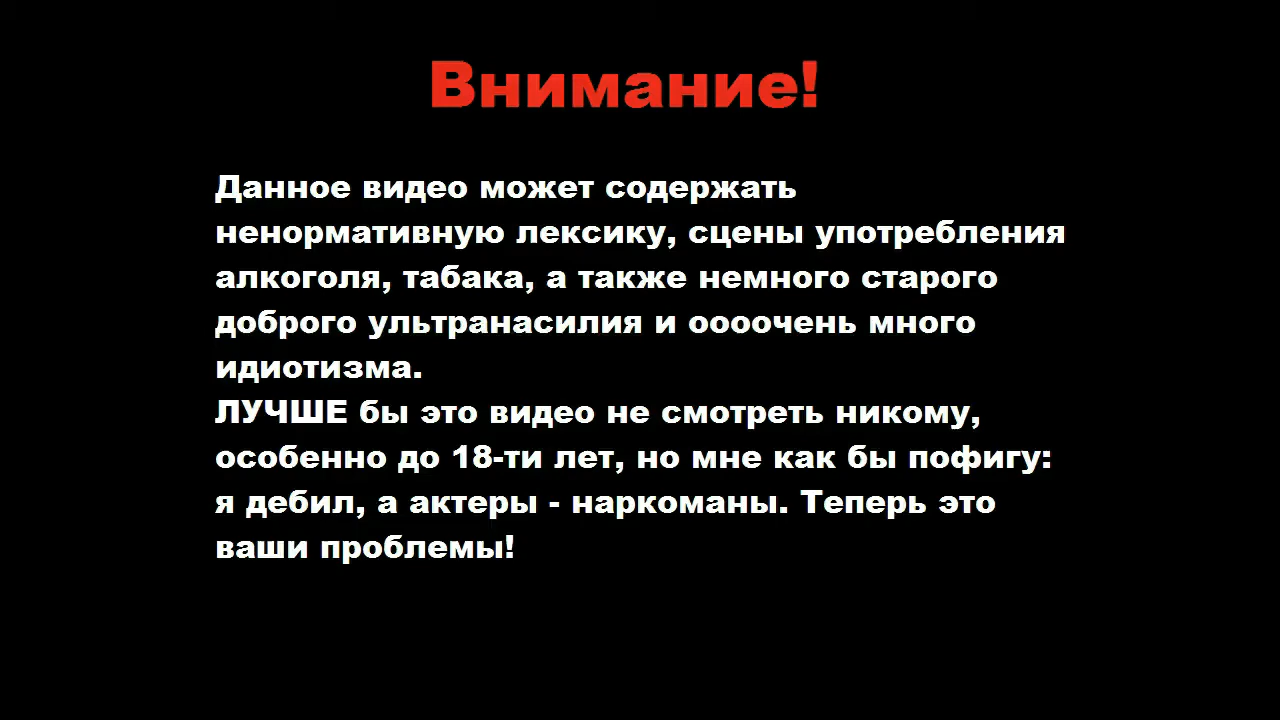 Внимание!
Данное видео может содержать
ненормативную лексику, сцены употребления
алкоголя, табака, а также немного старого
доброго ультранасилия и оооочень много
идиотизма.
ЛУЧШЕ бы это видео не смотреть никому,
особенно до 18-ти лет, но мне как бы пофигу:
я дебил, а актеры - наркоманы. Теперь это
ваши проблемы!